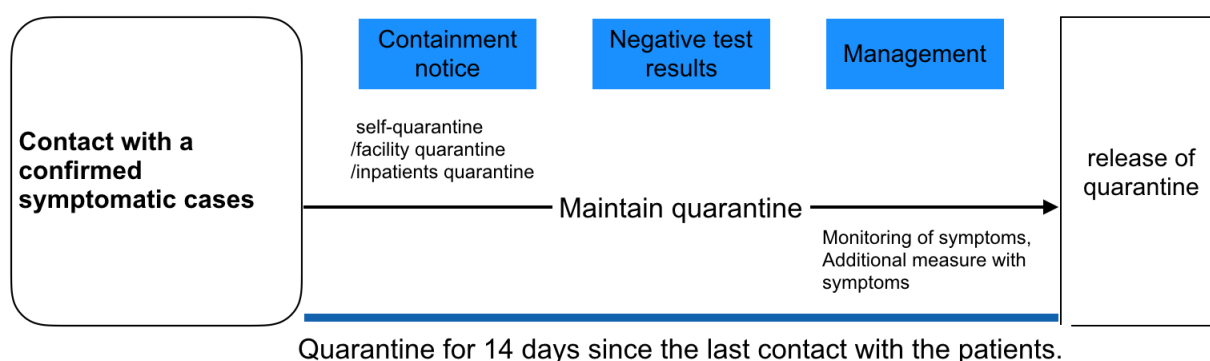 Contact with a
confirmed
symptomatic cases
Containment
notice
self-quarantine
/facility quarantine
/inpatients quarantine
Negative test
results
Maintain quarantine
Management
Monitoring of symptoms,
Additional measure with
symptoms
release of
quarantine
Quarantine for 14 days since the last contact with the patients.